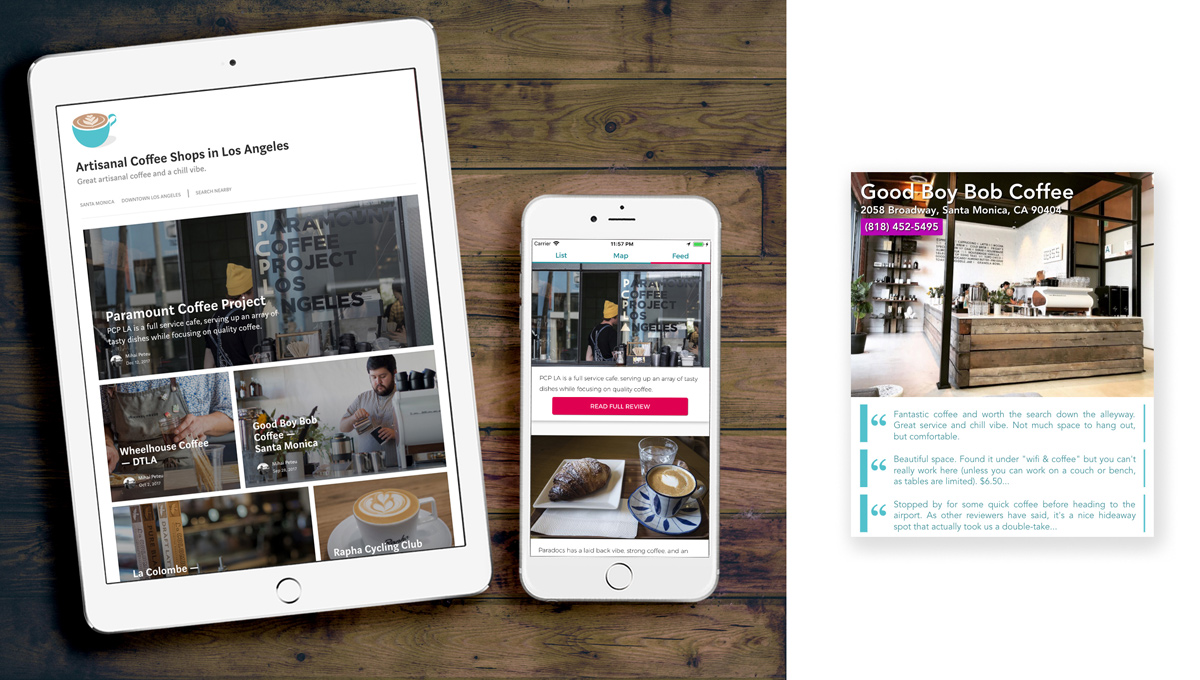 Artisanal Coffee Shops in Los Angeles
Great artisanal coffee and a chill vibe.
SANTA MONICA DOWNTOWN LOS ANGELES | SEARCH NEARBY
PARAMOUNT
COFFEE
PROJECT
LOS
ANGELES
Paramount Coffee Project
PCP LA is a full service cafe, serving up an array of
tasty dishes while focusing on quality coffee.
Mihai Petau
Oct 12, 2017
Wheelhouse Coffee
— DTLA
Mihai Petau
Oct 2, 2017
Good Boy Bob
Coffee —
Santa Monica
Mihai Petau
Sep 28, 2017
La Colombe —
Rapha Cycling Club
Carrier 11:57 PM
List Map Feed
PARAM
COFFEE
PROJECT
LOS
ANGELES
PCP LA is a full service cafe, serving up an array of tasty
dishes while focusing on quality coffee.
READ FULL REVIEW
Paradocs has a laid back vibe, strong coffee, and an
Good Boy Bob Coffee
2058 Broadway, Santa Monica, CA 90404
(818) 452-5495
“ Fantastic coffee and worth the search down the alleyway.
Great service and chill vibe. Not much space to hang out,
but comfortable.
“ Beautiful space. Found it under "wifi & coffee" but you can't
really work here (unless you can work on a couch or bench,
as tables are limited). $6.50...
“ Stopped by for some quick coffee before heading to the
airport. As other reviewers have said, it's a nice hideaway
spot that actually took us a double-take...